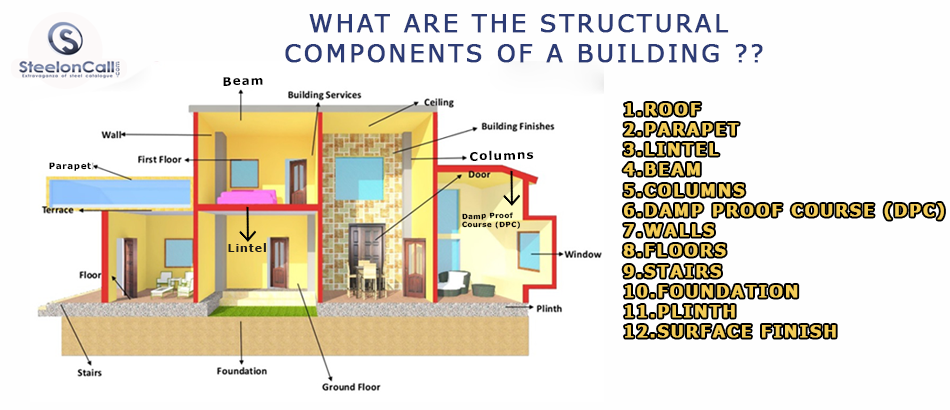 WHAT ARE THE STRUCTURAL
COMPONENTS OF A BUILDING ??
S
SteelonCall
.com
Extravaganza of steel catalogue
Beam
Building Services
Ceiling
Wall
Building Finishes
First Floor
Columns
Parapet
Door
Terrace
Damp Proof
Course (DPC)
Lintel
Window
Floor
Plinth
Stairs
Foundation
Ground Floor
1.ROOF
2.PARAPET
3.LINTEL
4.BEAM
5.COLUMNS
6.DAMP PROOF COURSE (DPC)
7.WALLS
8.FLOORS
9.STAIRS
10.FOUNDATION
11.PLINTH
12.SURFACE FINISH